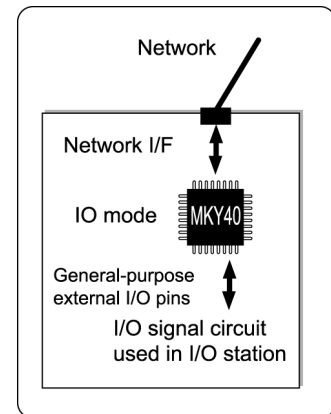 Network
Network I/F
IO mode
MKY40
General-purpose
external I/O pins
I/O signal circuit
used in I/O station